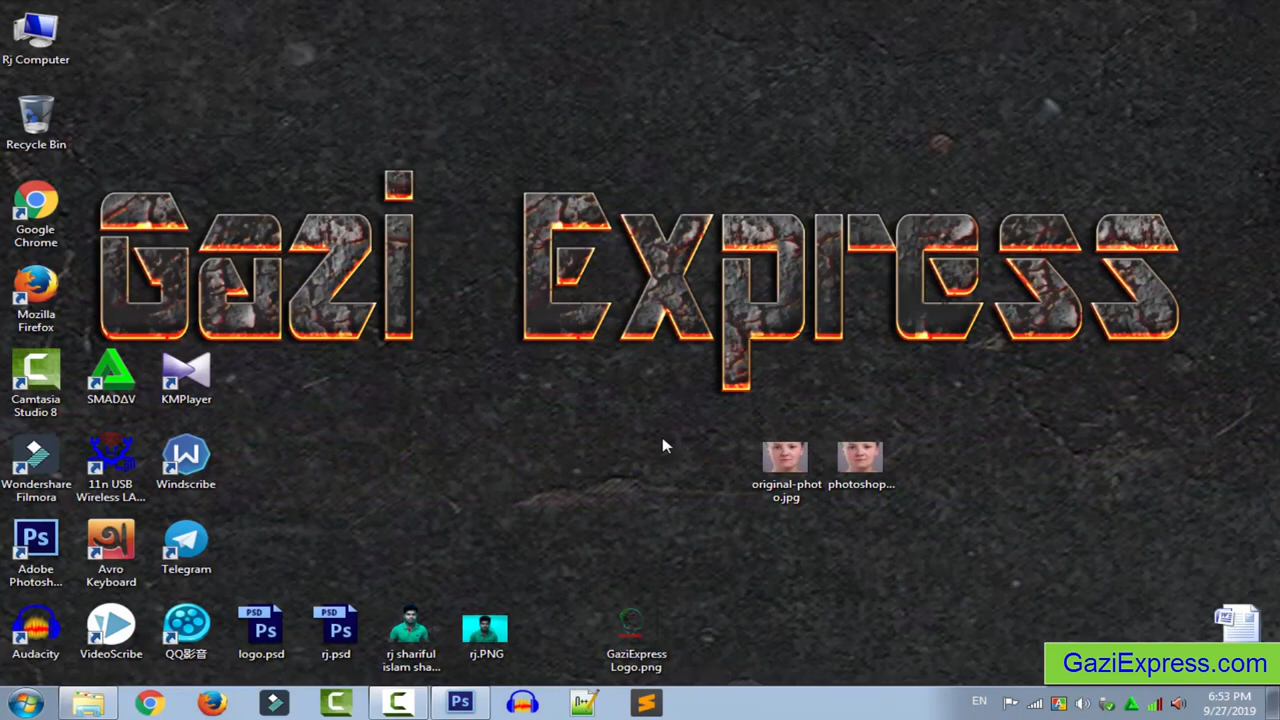 Rj Computer
Recycle Bin
Google
Chrome
Mozilla
Firefox
Camtasia
Studio 8
SMADΔV
KMPlayer
Wondershare
Filmora
11n USB
Wireless LA...
Windscribe
Adobe
Photosh...
Avro
Keyboard
Telegram
Audacity
VideoScribe
QQ影音
logo.psd
rj.psd
rj shariful
islam sha...
rj.PNG
GaziExpress
Logo.png
Gazi Express
original-phot
o.jpg
photoshop...
GaziExpress.com
EN
6:53 PM
9/27/2019